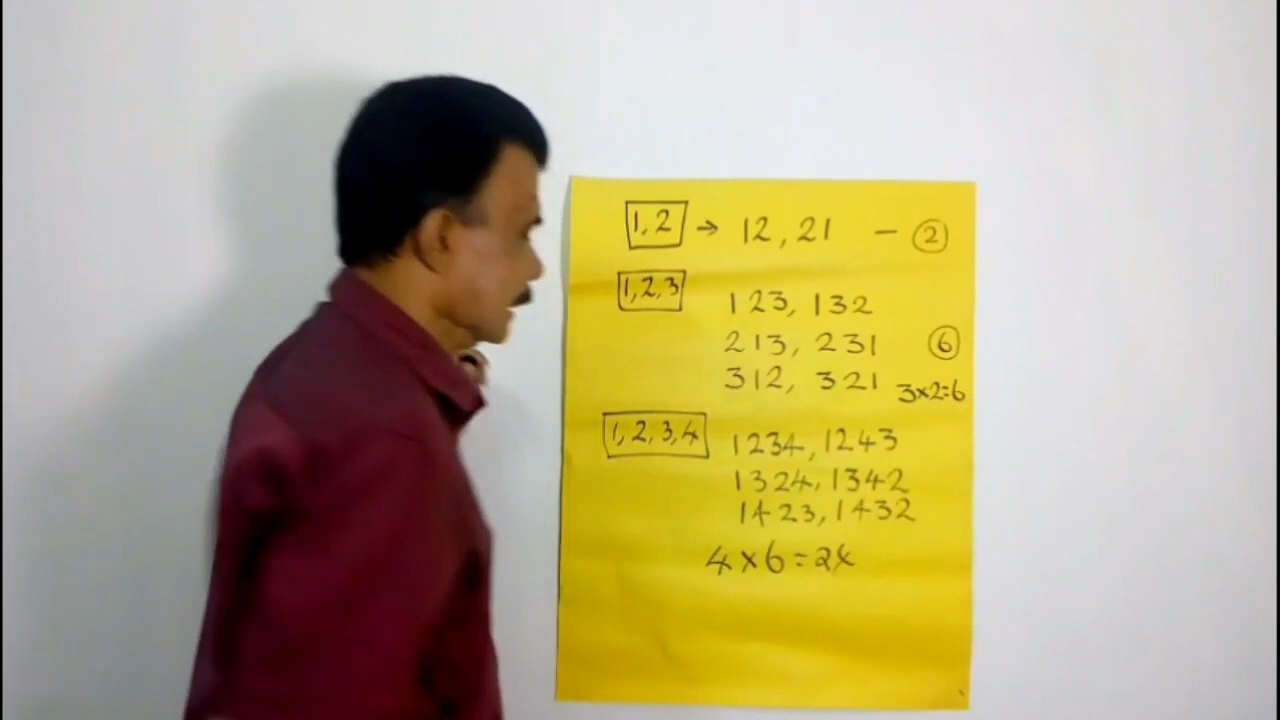 1,2 → 12, 21 – 2
1,2,3 123, 132
213, 231 6
312, 321 3×2=6
1,2,3,4 1234, 1243
1324, 1342
1423, 1432
4×6=24